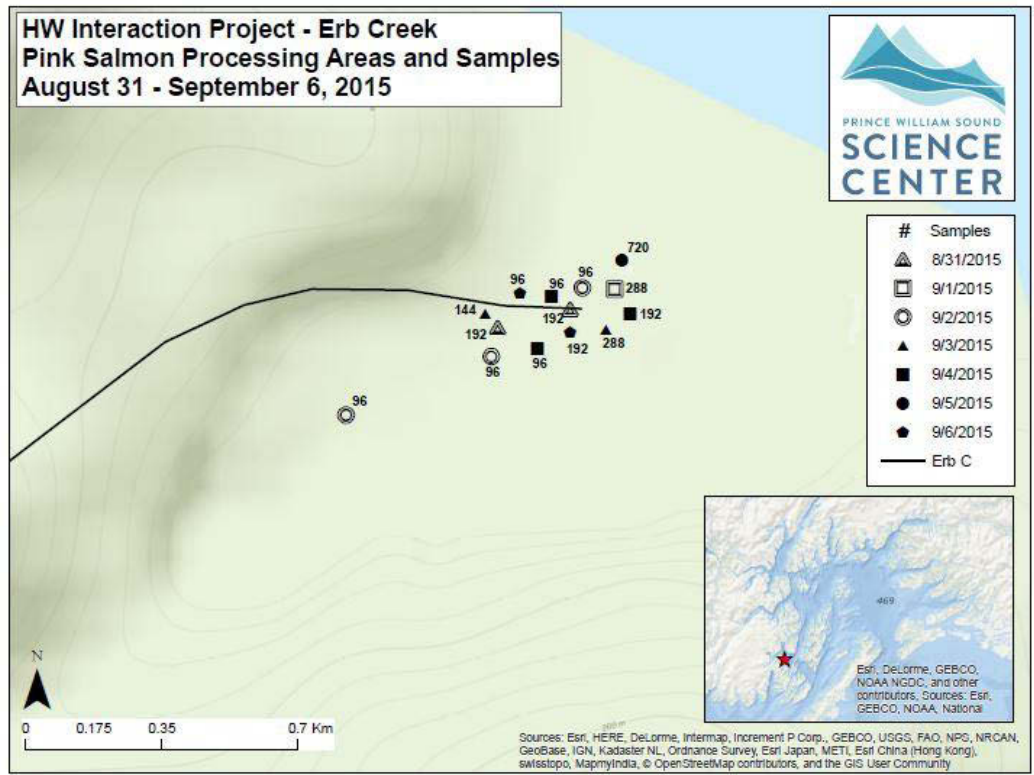 HW Interaction Project - Erb Creek
Pink Salmon Processing Areas and Samples
August 31 - September 6, 2015
PRINCE WILLIAM SOUND
SCIENCE
CENTER
# Samples
8/31/2015
9/1/2015
9/2/2015
9/3/2015
9/4/2015
9/5/2015
9/6/2015
Erb C
720
96
96
96
288
144
192
192
192
192
288
96
96
96
469
Esri, DeLorme, GEBCO,
NOAA NGDC, and other
contributors, Sources: Esri,
GEBCO, NOAA, National
N
0 0.175 0.35 0.7 Km
Sources: Esri, HERE, DeLorme, Intermap, increment P Corp., GEBCO, USGS, FAO, NPS, NRCAN,
GeoBase, IGN, Kadaster NL, Ordnance Survey, Esri Japan, METI, Esri China (Hong Kong),
swisstopo, MapmyIndia, © OpenStreetMap contributors, and the GIS User Community